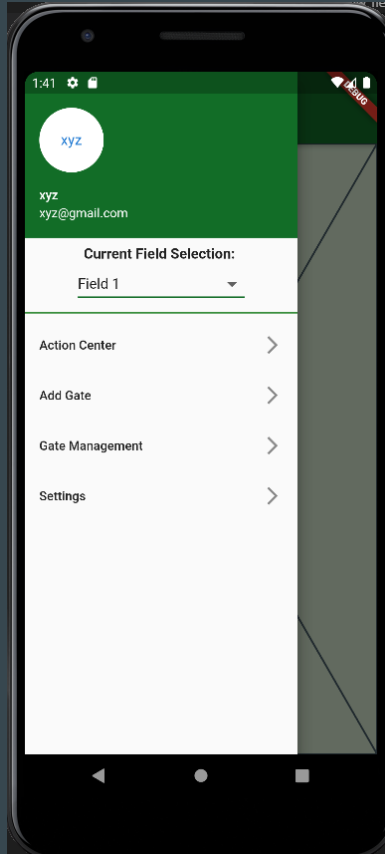 1:41
DEBUG
xyz
xyz
xyz@gmail.com
Current Field Selection:
Field 1
Action Center
Add Gate
Gate Management
Settings